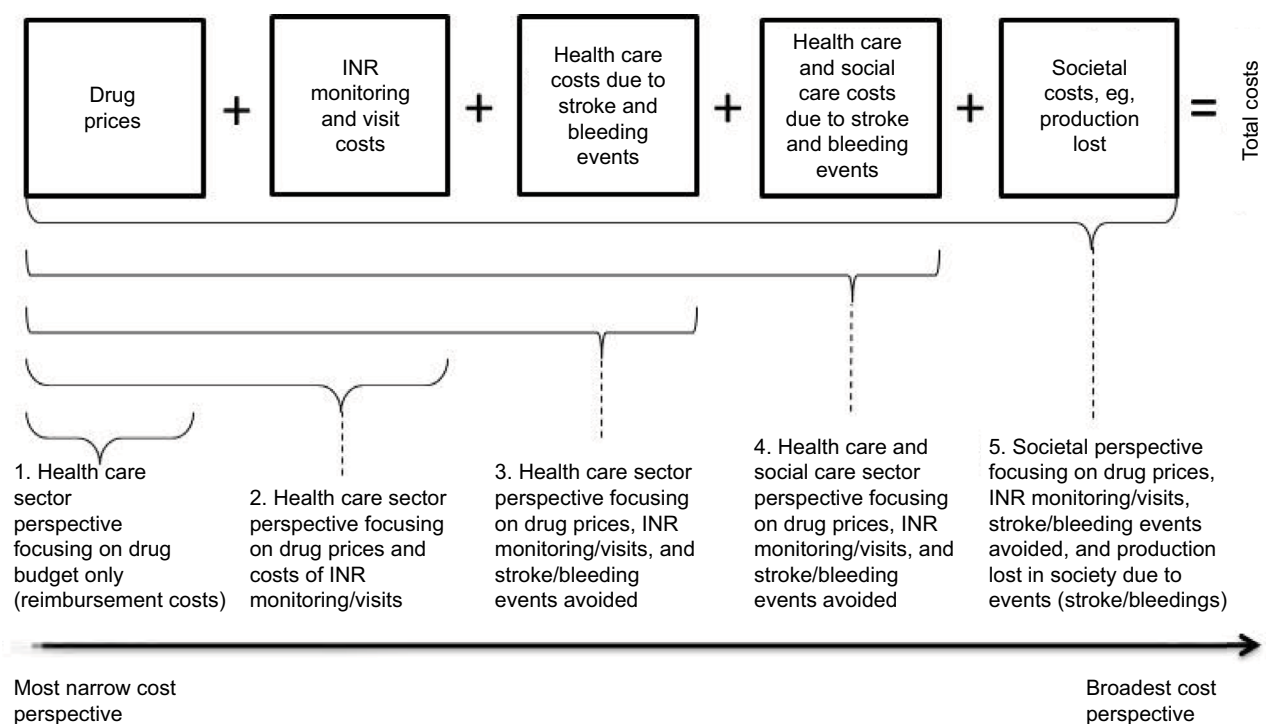 Drug
prices
+
INR
monitoring
and visit
costs
+
Health care
costs due to
stroke and
bleeding
events
+
Health care
and social
care costs
due to stroke
and bleeding
events
+
Societal
costs, eg,
production
lost
=
Total costs
1. Health care
sector
perspective
focusing on drug
budget only
(reimbursement costs)
2. Health care sector
perspective focusing
on drug prices and
costs of INR
monitoring/visits
3. Health care sector
perspective focusing
on drug prices, INR
monitoring/visits, and
stroke/bleeding
events avoided
4. Health care and
social care sector
perspective focusing
on drug prices, INR
monitoring/visits, and
stroke/bleeding
events avoided
5. Societal perspective
focusing on drug prices,
INR monitoring/visits,
stroke/bleeding events
avoided, and production
lost in society due to
events (stroke/bleedings)
Most narrow cost
perspective
Broadest cost
perspective